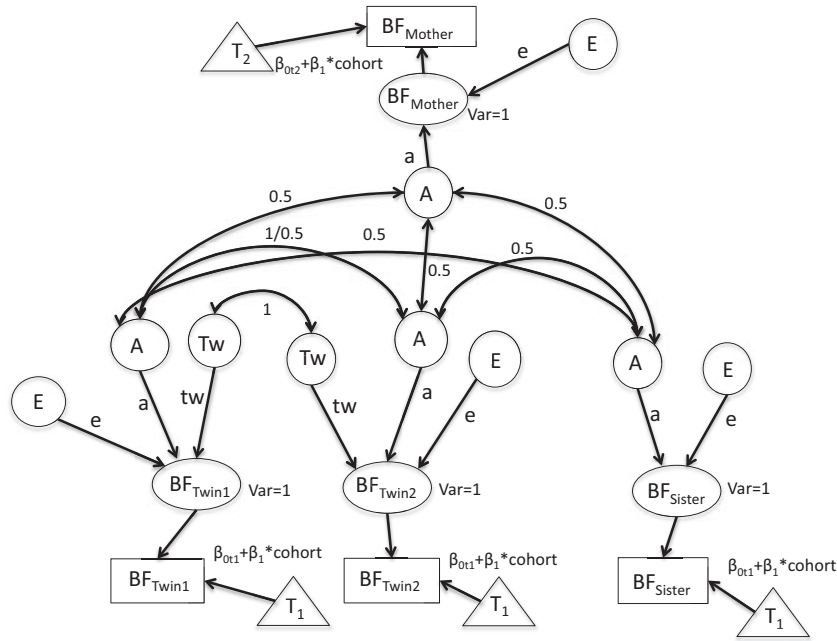 BF_Mother
T_2
β_0t2+β_1*cohort
E
e
BF_Mother
Var=1
a
A
0.5
0.5
1/0.5
0.5
0.5
0.5
1
A
Tw
Tw
A
E
A
E
E
e
a
tw
tw
a
e
a
e
BF_Twin1
Var=1
BF_Twin2
Var=1
BF_Sister
Var=1
β_0t1+β_1*cohort
β_0t1+β_1*cohort
β_0t1+β_1*cohort
BF_Twin1
BF_Twin2
BF_Sister
T_1
T_1
T_1